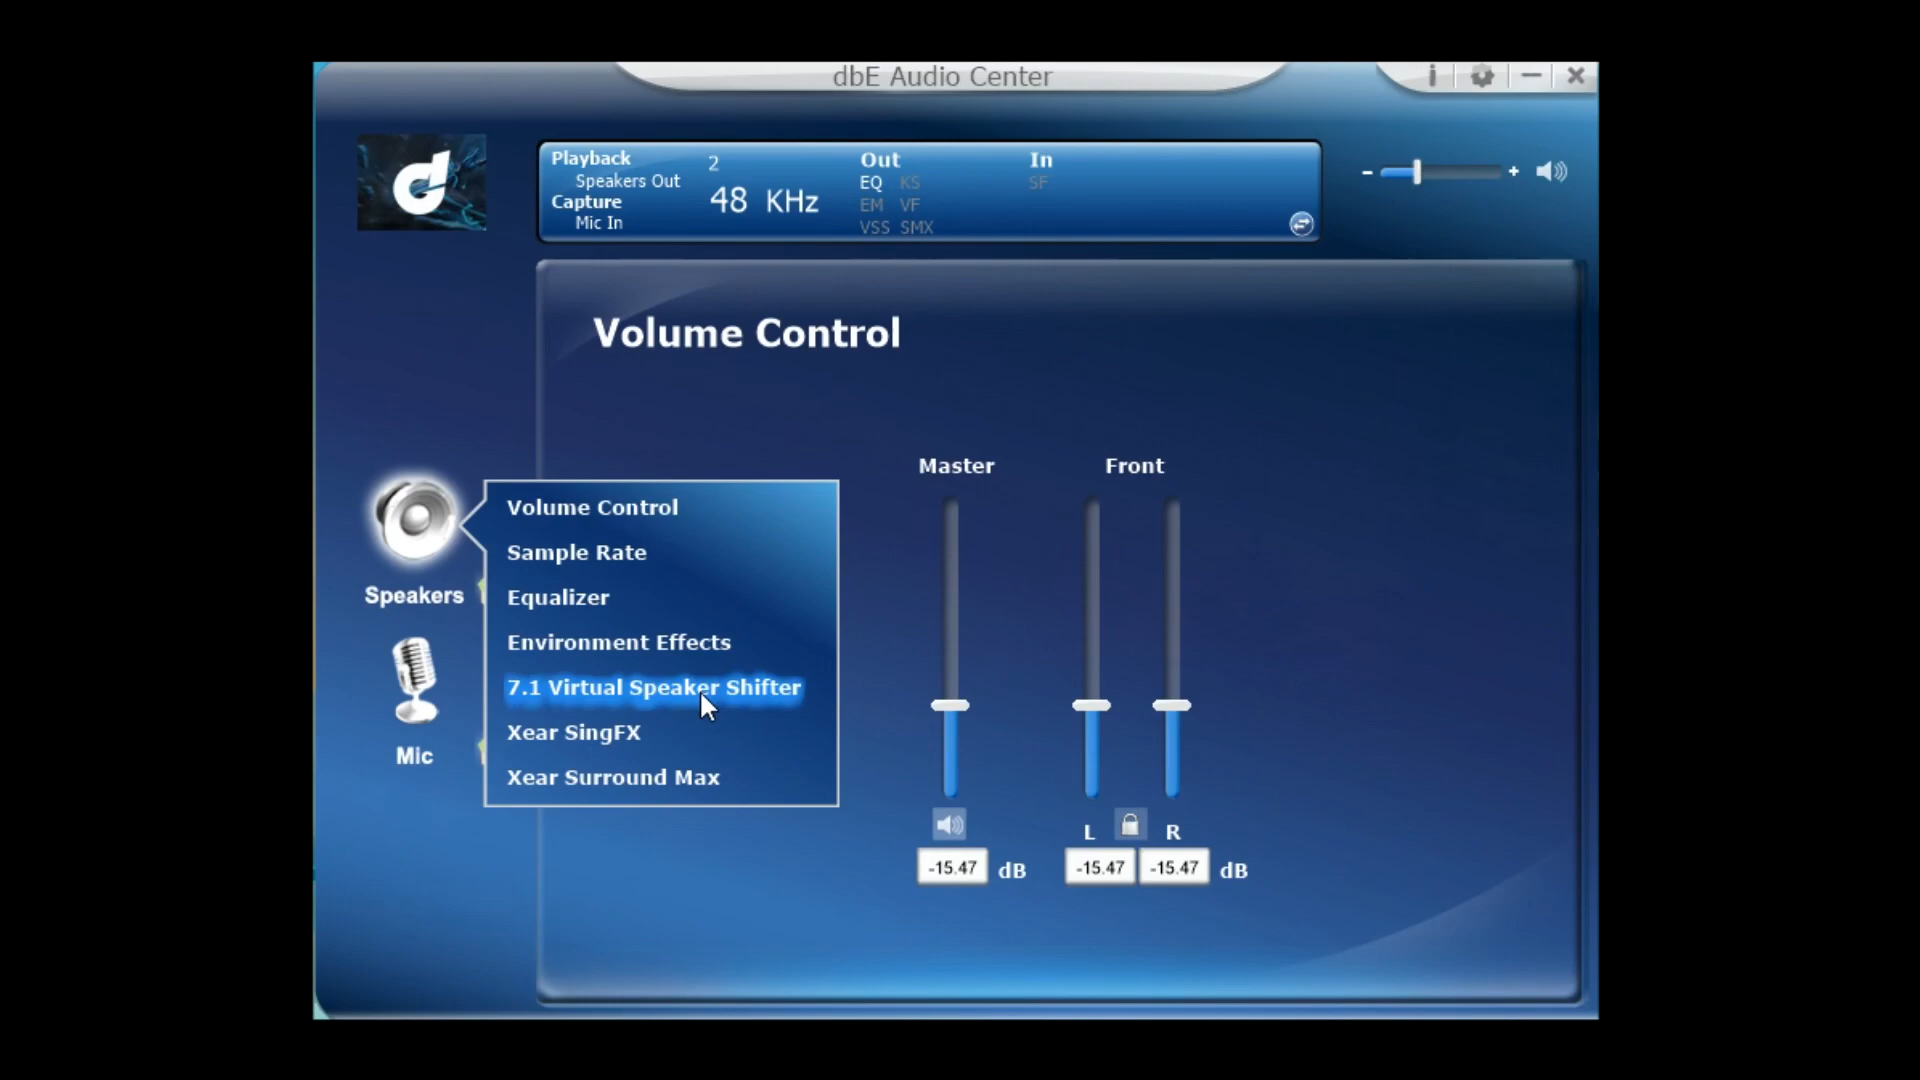 dbE Audio Center
Playback 2 Out In
Speakers Out EQ KS SF
Capture 48 KHz EM VF
Mic In VSS SMX
- +
Volume Control
Master Front
Volume Control
Sample Rate
Speakers
Equalizer
Environment Effects
7.1 Virtual Speaker Shifter
Xear SingFX
Mic
Xear Surround Max
L R
-15.47 dB -15.47 -15.47 dB